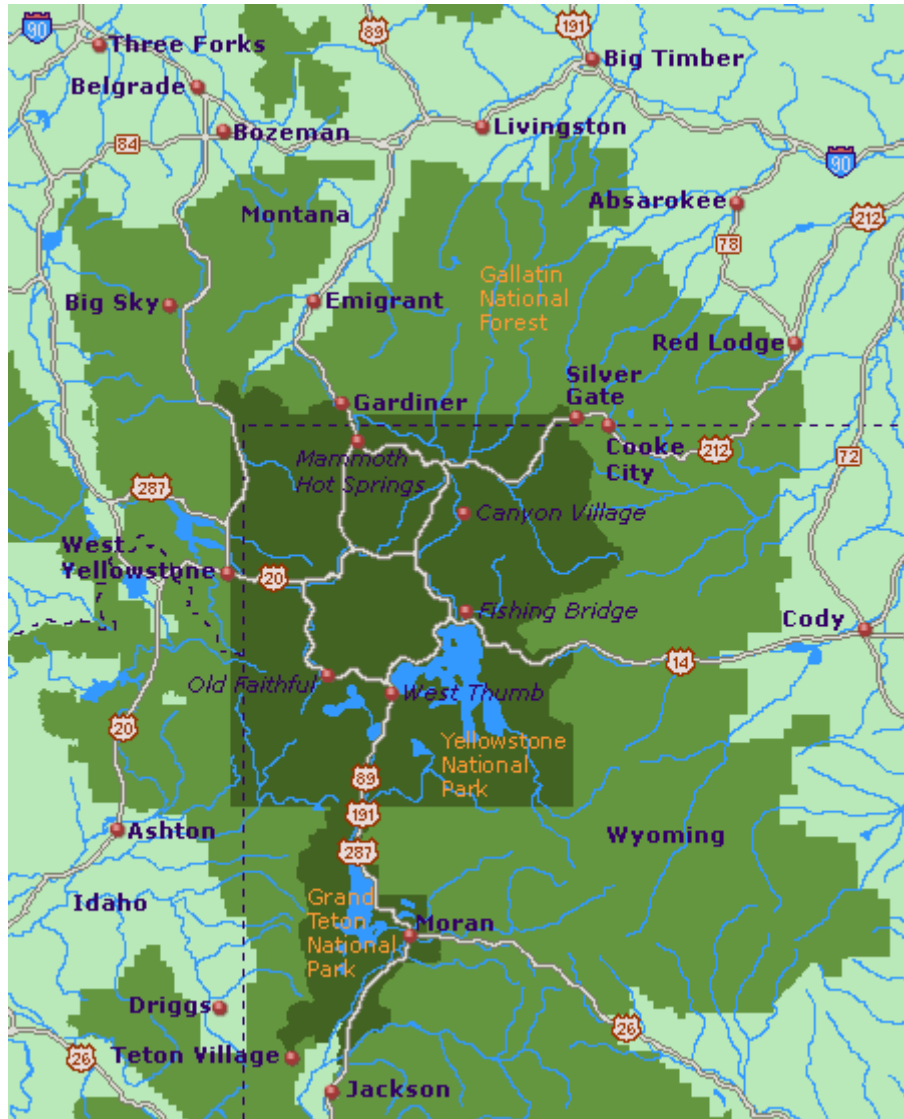 90
Three Forks
89
191
Big Timber
Belgrade
84
Bozeman
Livingston
90
Montana
Absarokee
212
78
Gallatin
National
Forest
Big Sky
Emigrant
Red Lodge
Silver
Gate
Gardiner
Mammoth
Hot Springs
Cooke
City
212
72
287
Canyon Village
West
Yellowstone
20
Fishing Bridge
Cody
14
Old Faithful
West Thumb
20
Yellowstone
National
Park
89
191
287
Ashton
Wyoming
Idaho
Grand
Teton
National
Park
Moran
Driggs
26
26
Teton Village
Jackson